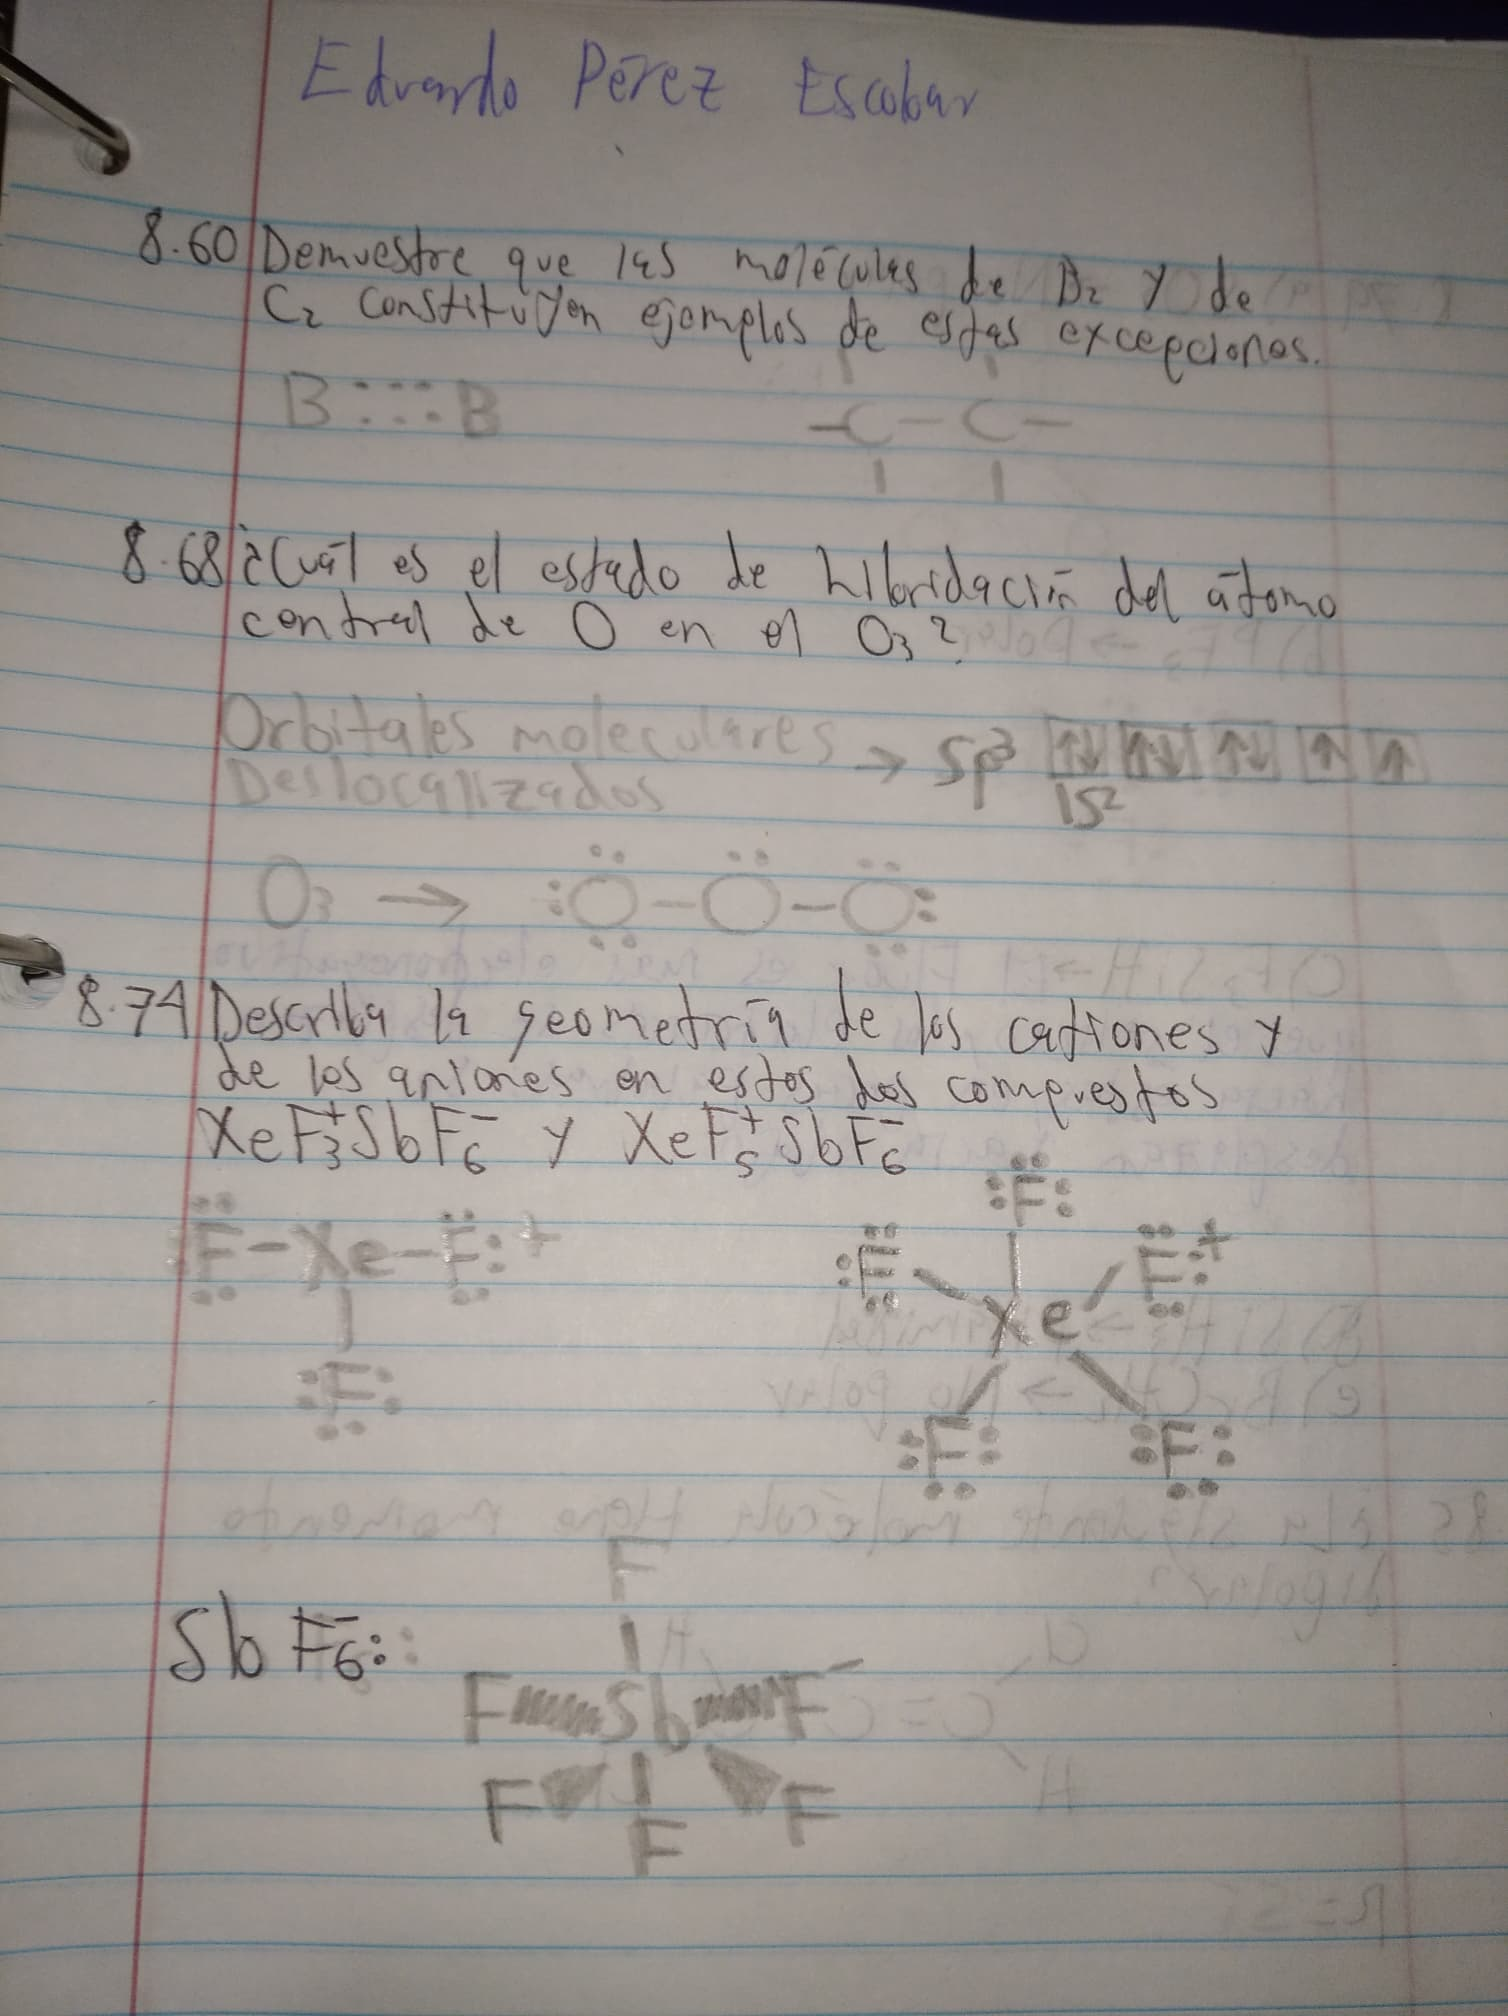 Eduardo Pérez Escobar
8.60 Demuestre que las moléculas de B₂ y de
C₂ constituyen ejemplos de estas excepciones.
B:::B –C–C–
8.68 ¿Cuál es el estado de hibridación del átomo
central de O en el O₃?
Orbitales moleculares → sp³ ↑↓ ↑↓ ↑↓ ↑ ↑
Deslocalizados 1S²
O₃ → :Ö–Ö–Ö:
8.74 Describa la geometría de los cationes y
de los aniones en estos dos compuestos
XeF₃⁺SbF₆⁻ y XeF₅⁺SbF₆⁻
:F:
F–Xe–F:+ :F F:+
Xe
:F: :F: :F:
F
SbF₆⁻: F Sb F⁻
F F F